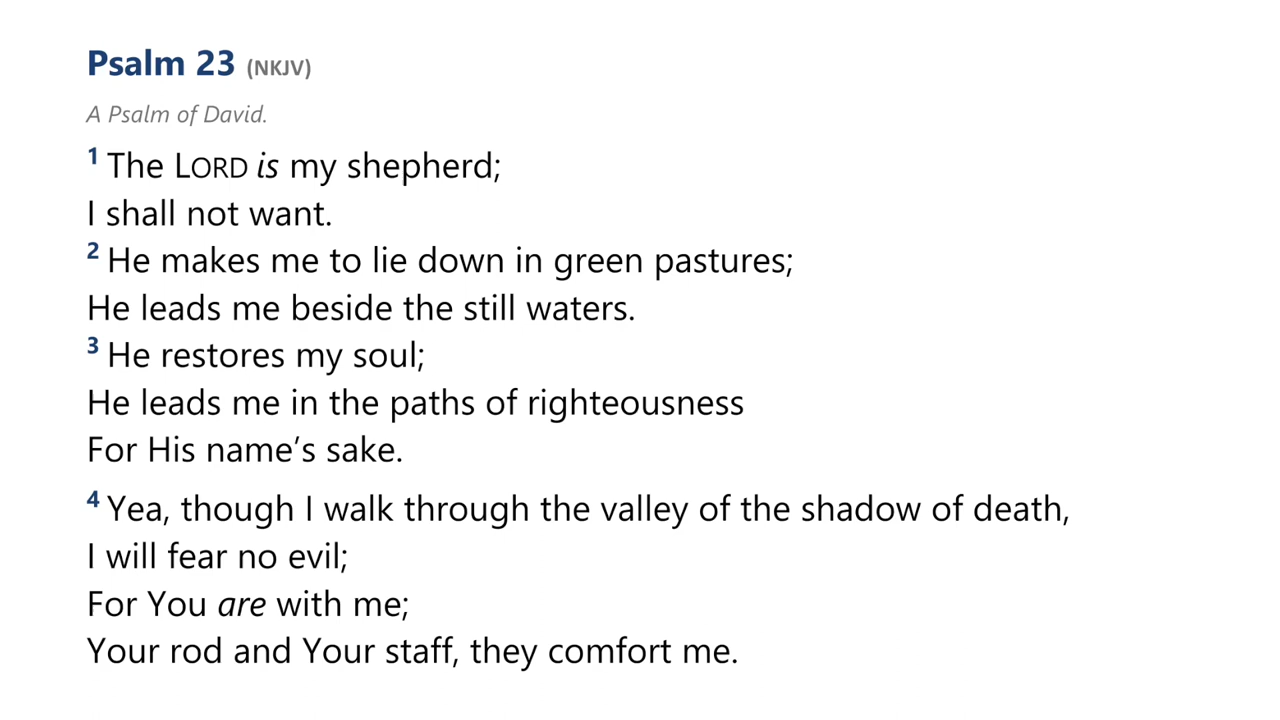 Psalm 23 (NKJV)
A Psalm of David.
1 The LORD is my shepherd;
I shall not want.
2 He makes me to lie down in green pastures;
He leads me beside the still waters.
3 He restores my soul;
He leads me in the paths of righteousness
For His name’s sake.
4 Yea, though I walk through the valley of the shadow of death,
I will fear no evil;
For You are with me;
Your rod and Your staff, they comfort me.